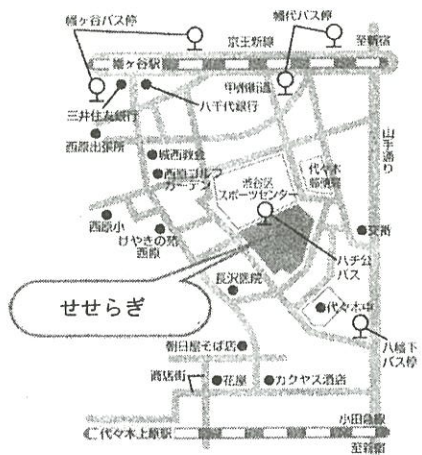 幡ヶ谷バス停
幡代バス停
京王新線
至新宿
幡ヶ谷駅
甲州街道
三井住友銀行
八千代銀行
西原出張所
山手通り
城西教会
西原ゴルフ
ガーデン
渋谷区
スポーツセンター
代々木
郵便局
西原小
けやきの苑
西原
ハチ公
バス
交番
せせらぎ
長沢医院
代々木中
八幡下
バス停
朝日屋そば店
商店街
花屋
カクヤス酒店
小田急線
代々木上原駅
至新宿